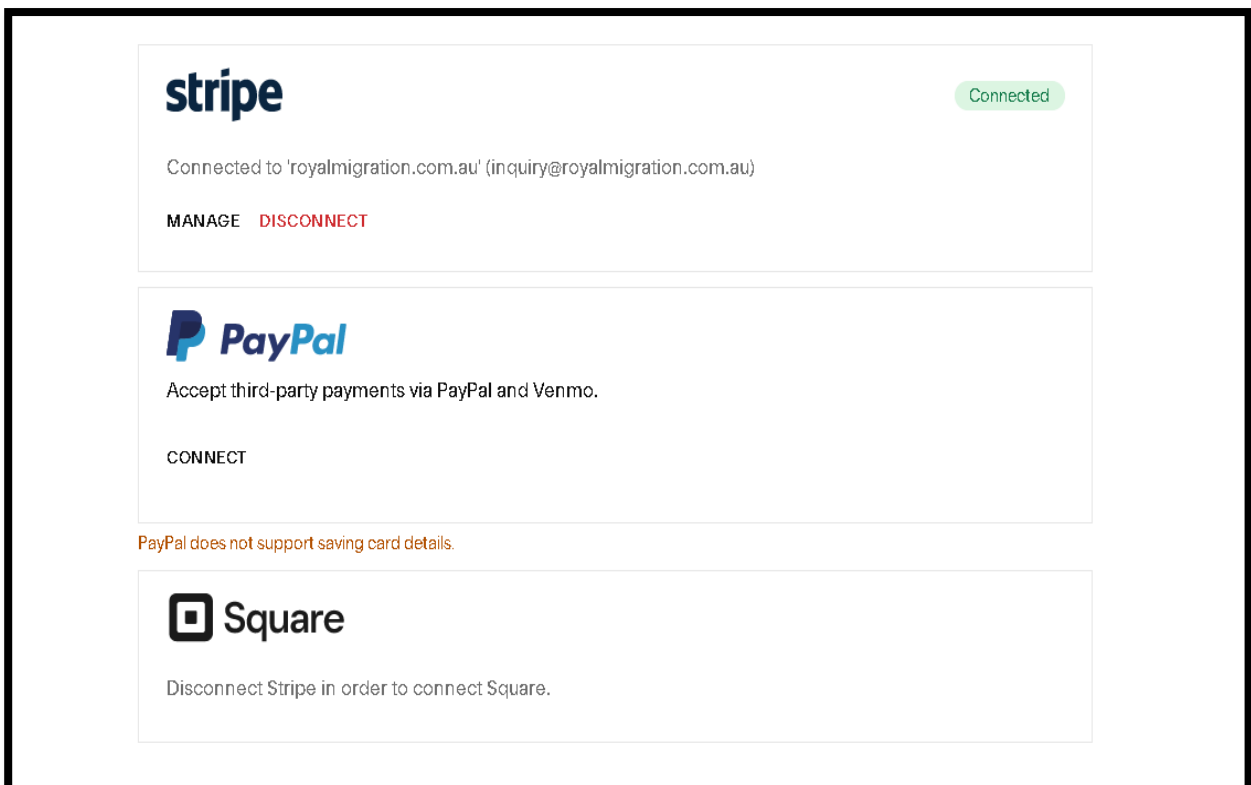 stripe
Connected
Connected to 'royalmigration.com.au' (inquiry@royalmigration.com.au)
MANAGE DISCONNECT
PayPal
Accept third-party payments via PayPal and Venmo.
CONNECT
PayPal does not support saving card details.
Square
Disconnect Stripe in order to connect Square.